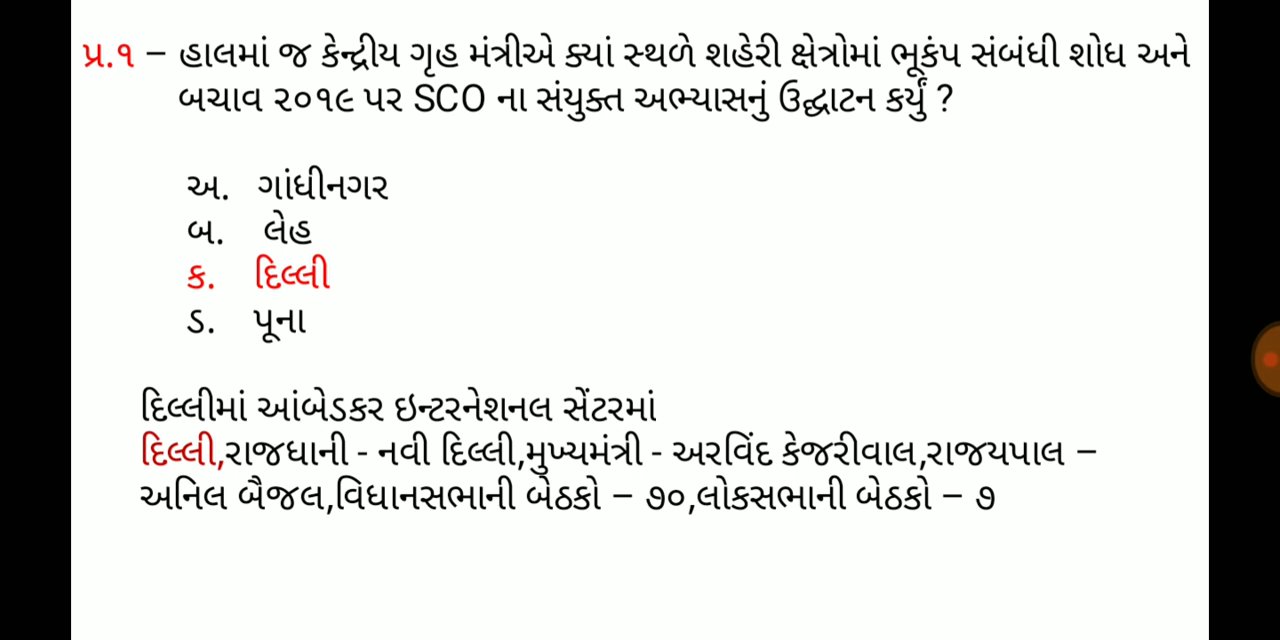 પ્ર.૧ – હાલમાં જ કેન્દ્રીય ગૃહ મંત્રીએ ક્યાં સ્થળે શહેરી ક્ષેત્રોમાં ભૂકંપ સંબંધી શોધ અને
બચાવ ૨૦૧૯ પર SCO ના સંયુક્ત અભ્યાસનું ઉદ્ઘાટન કર્યું ?
અ. ગાંધીનગર
બ. લેહ
ક. દિલ્લી
ડ. પૂના
દિલ્લીમાં આંબેડકર ઇન્ટરનેશનલ સેંટરમાં
દિલ્લી,રાજધાની - નવી દિલ્લી,મુખ્યમંત્રી - અરવિંદ કેજરીવાલ,રાજયપાલ –
અનિલ બૈજલ,વિધાનસભાની બેઠકો – ૭૦,લોકસભાની બેઠકો – ૭